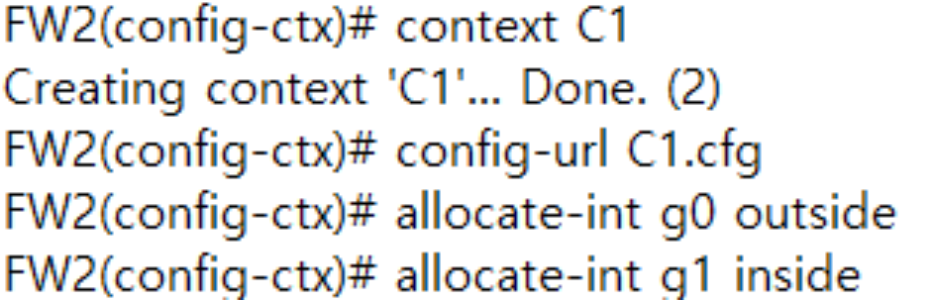 FW2(config-ctx)# context C1
Creating context 'C1'... Done. (2)
FW2(config-ctx)# config-url C1.cfg
FW2(config-ctx)# allocate-int g0 outside
FW2(config-ctx)# allocate-int g1 inside